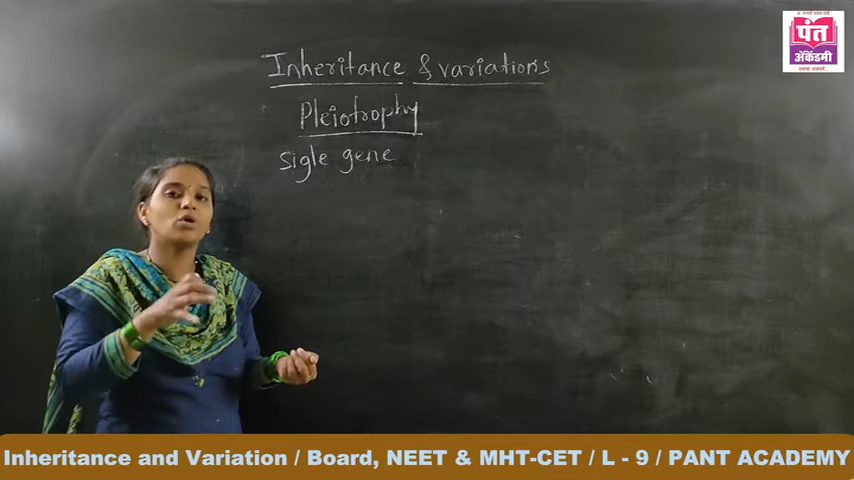 Inheritance & variations
Pleiotrophy
sigle gene
पंत
अ‍ॅकॅडमी
Inheritance and Variation / Board, NEET & MHT-CET / L - 9 / PANT ACADEMY